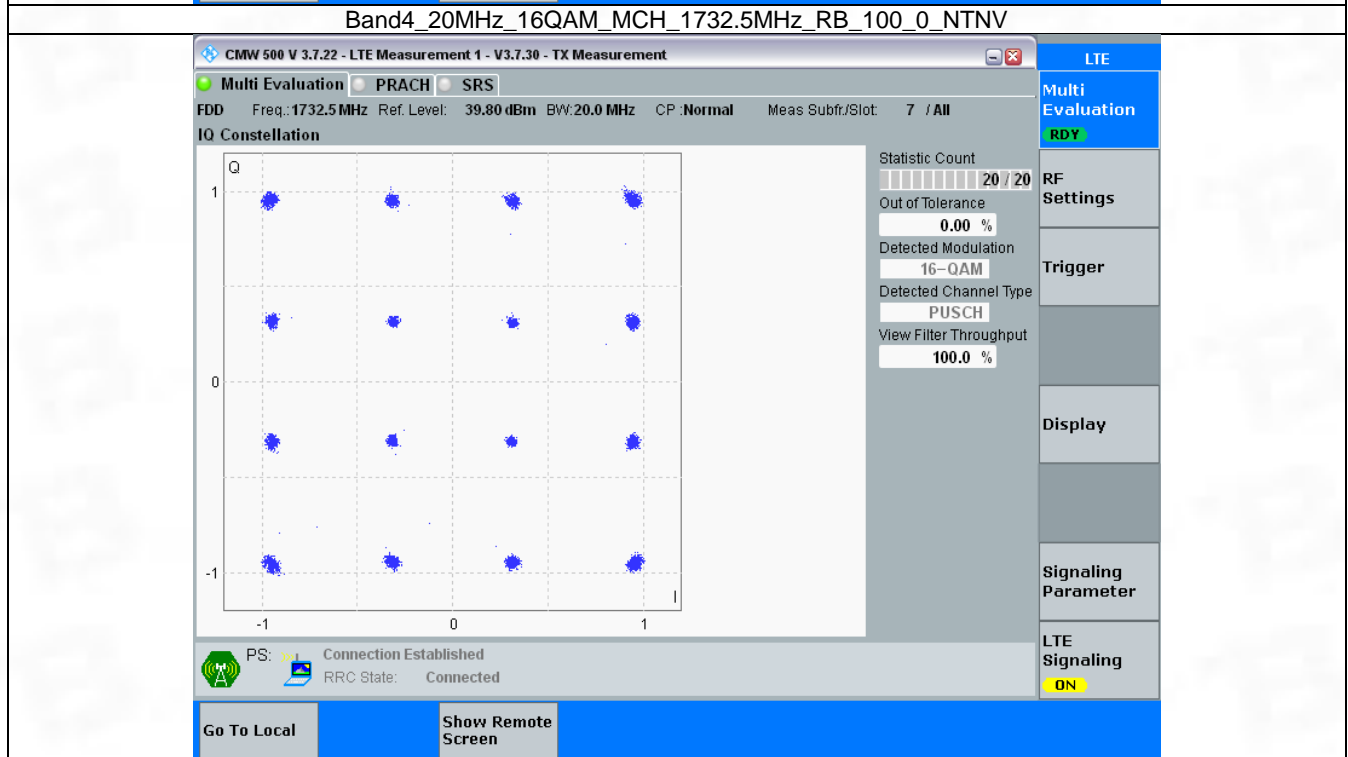 Band4_20MHz_16QAM_MCH_1732.5MHz_RB_100_0_NTNV
CMW 500 V 3.7.22 - LTE Measurement 1 - V3.7.30 - TX Measurement
LTE
Multi Evaluation PRACH SRS
FDD Freq.:1732.5 MHz Ref. Level: 39.80 dBm BW:20.0 MHz CP :Normal Meas Subfr./Slot: 7 / All
IQ Constellation
Q
1
0
-1
-1 0 1
I
Statistic Count
20 / 20
Out of Tolerance
0.00 %
Detected Modulation
16-QAM
Detected Channel Type
PUSCH
View Filter Throughput
100.0 %
Multi
Evaluation
RDY
RF
Settings
Trigger
Display
Signaling
Parameter
LTE
Signaling
ON
PS: Connection Established
RRC State: Connected
Go To Local
Show Remote
Screen